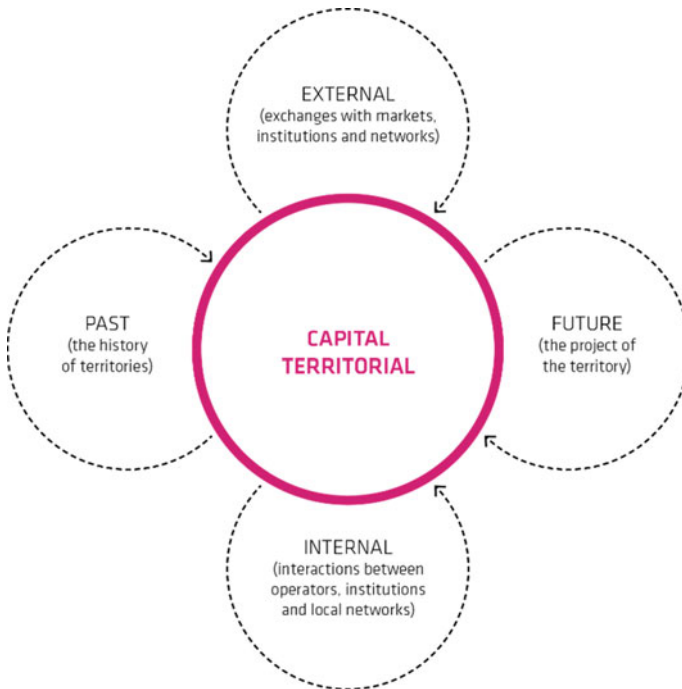 EXTERNAL
(exchanges with markets,
institutions and networks)
PAST
(the history
of territories)
CAPITAL
TERRITORIAL
FUTURE
(the project of
the territory)
INTERNAL
(interactions between
operators, institutions
and local networks)